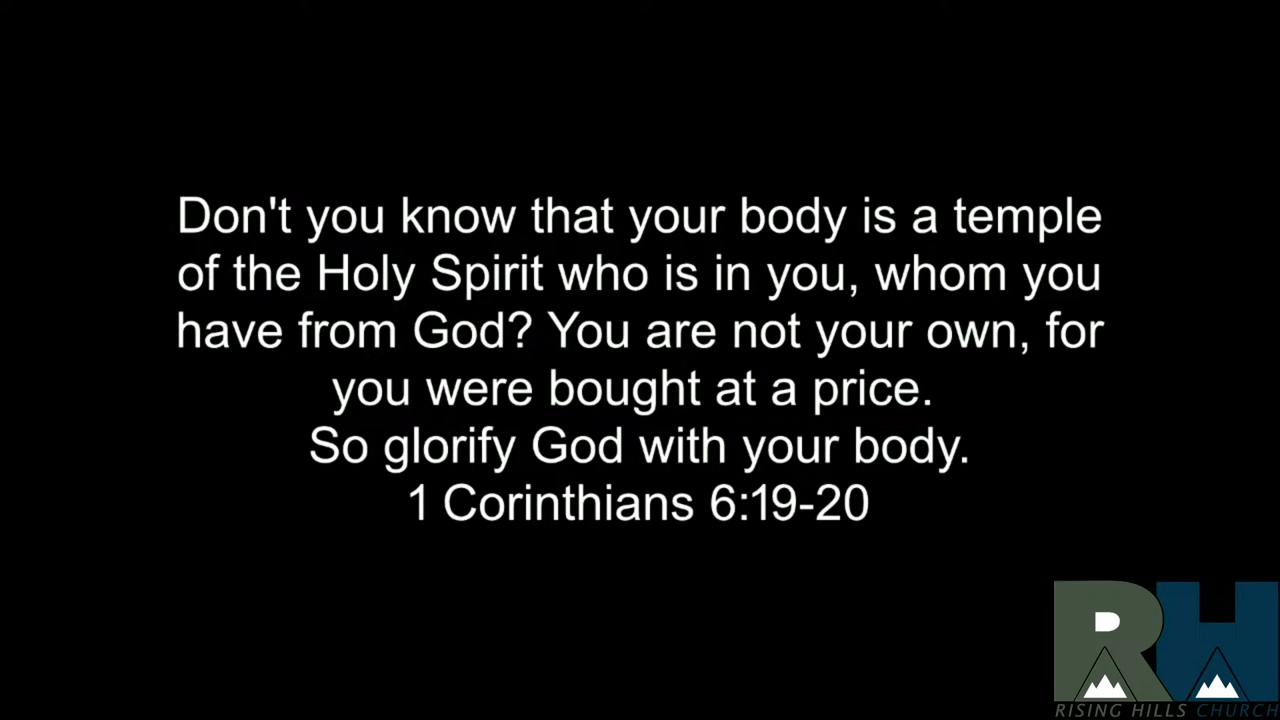 Don't you know that your body is a temple
of the Holy Spirit who is in you, whom you
have from God? You are not your own, for
you were bought at a price.
So glorify God with your body.
1 Corinthians 6:19-20
RH
RISING HILLS CHURCH